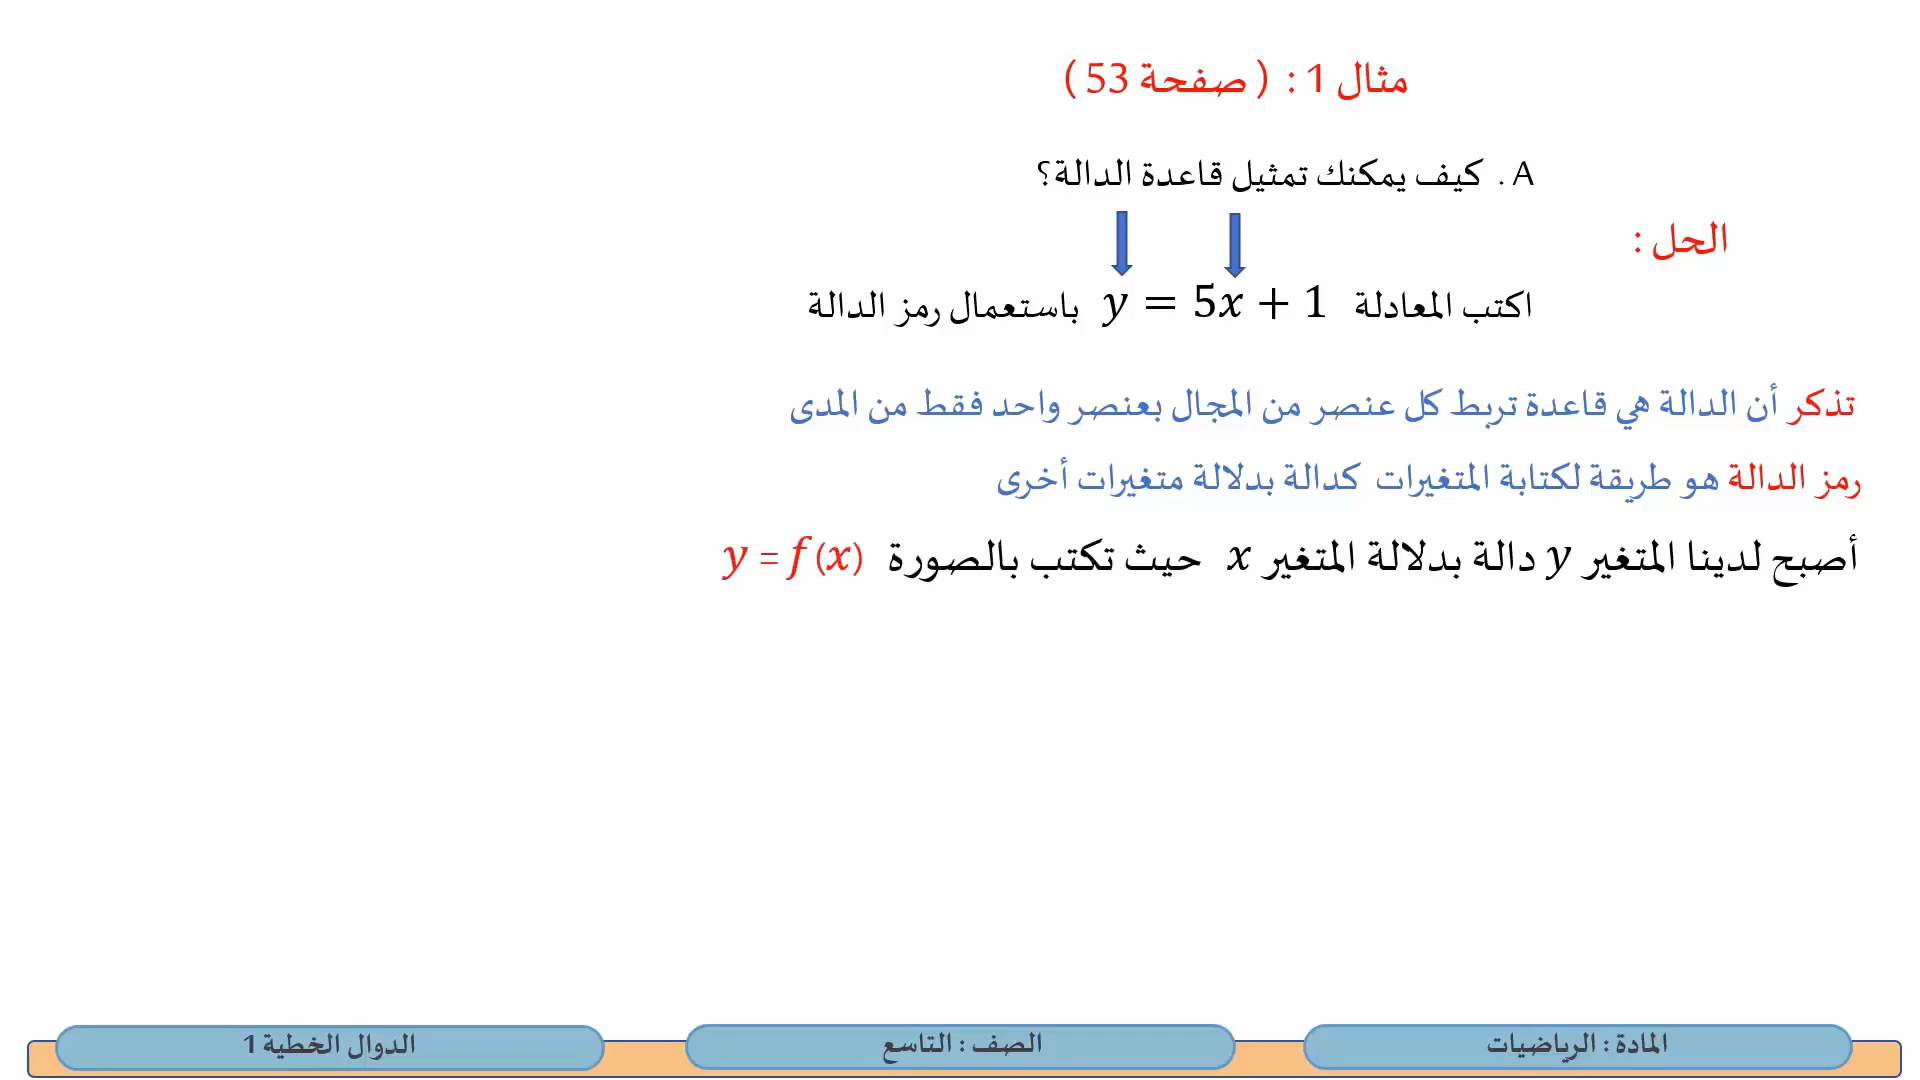 مثال 1 : ( صفحة 53 )
A . كيف يمكنك تمثيل قاعدة الدالة؟
الحل :
اكتب المعادلة y = 5x + 1 باستعمال رمز الدالة
تذكر أن الدالة هي قاعدة تربط كل عنصر من المجال بعنصر واحد فقط من المدى
رمز الدالة هو طريقة لكتابة المتغيرات كدالة بدلالة متغيرات أخرى
أصبح لدينا المتغير y دالة بدلالة المتغير x حيث تكتب بالصورة y = f (x)
المادة : الرياضيات
الصف : التاسع
الدوال الخطية 1